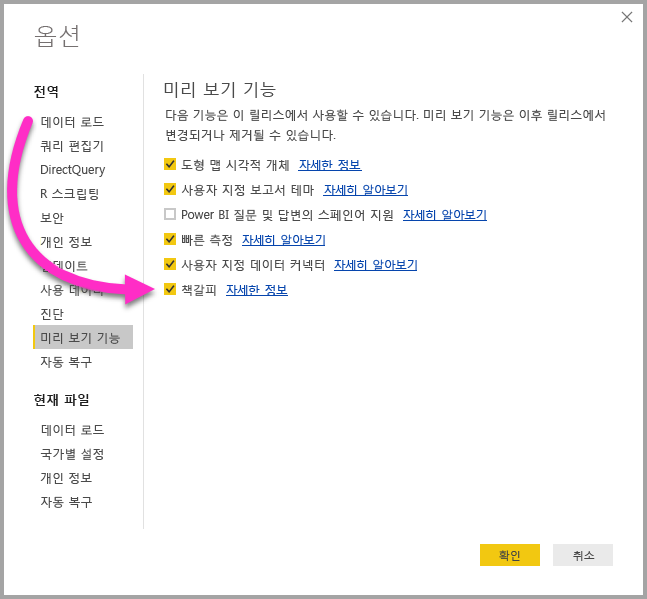 옵션
전역
데이터 로드
쿼리 편집기
DirectQuery
R 스크립팅
보안
개인 정보
데이트
사용 데이터
진단
미리 보기 기능
자동 복구
현재 파일
데이터 로드
국가별 설정
개인 정보
자동 복구
미리 보기 기능
다음 기능은 이 릴리스에서 사용할 수 있습니다. 미리 보기 기능은 이후 릴리스에서
변경되거나 제거될 수 있습니다.
도형 맵 시각적 개체 자세한 정보
사용자 지정 보고서 테마 자세히 알아보기
Power BI 질문 및 답변의 스페인어 지원 자세히 알아보기
빠른 측정 자세히 알아보기
사용자 지정 데이터 커넥터 자세히 알아보기
책갈피 자세한 정보
확인
취소